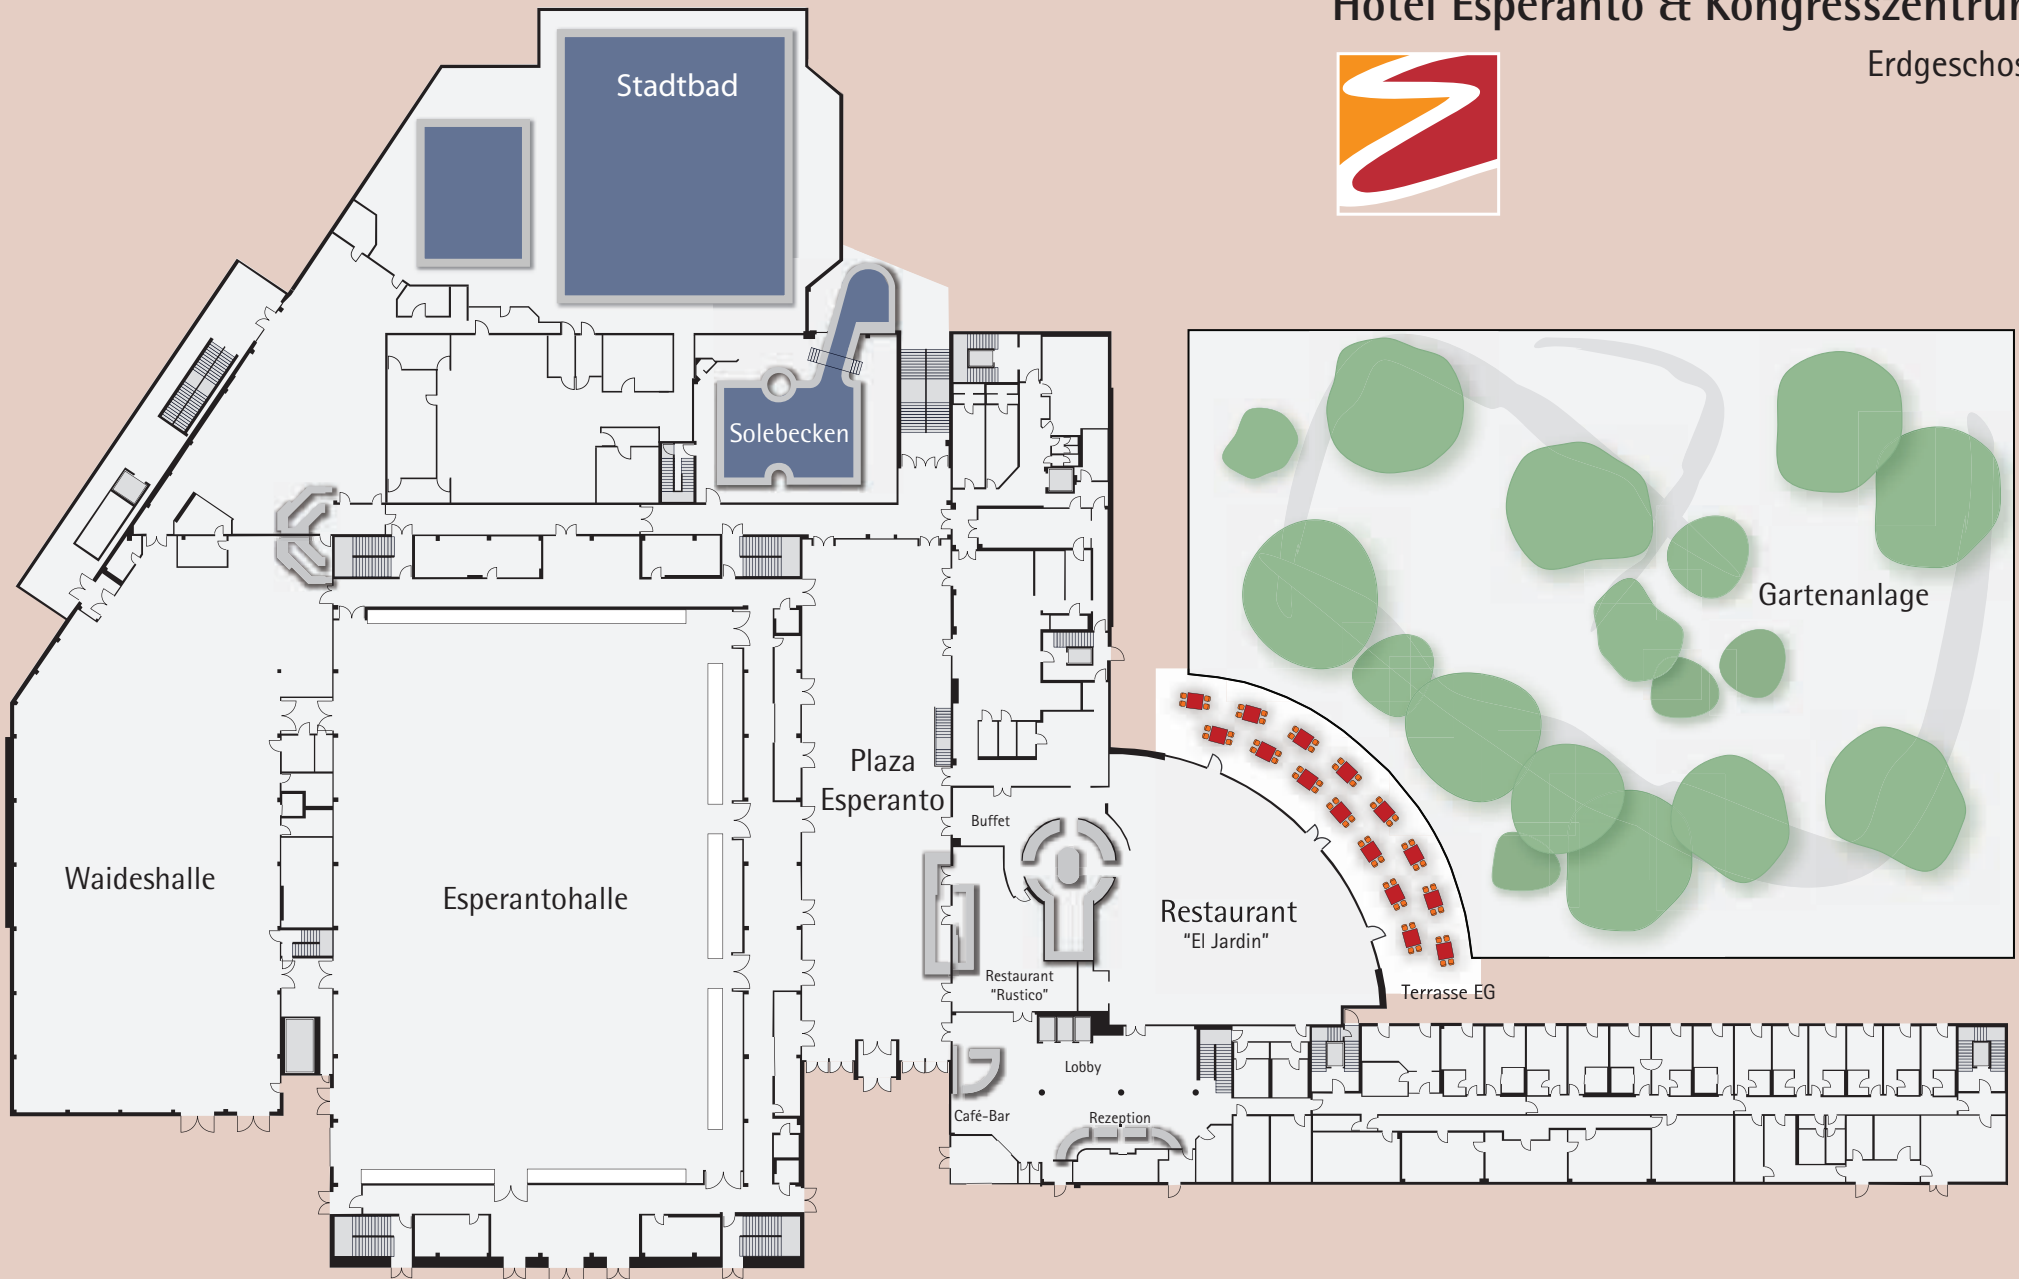 Hotel Esperanto & Kongresszentrum
Erdgeschoss
Stadtbad
Solebecken
Gartenanlage
Plaza
Esperanto
Buffet
Waideshalle
Esperantohalle
Restaurant
"El Jardin"
Restaurant
"Rustico"
Terrasse EG
Lobby
Café-Bar
Rezeption